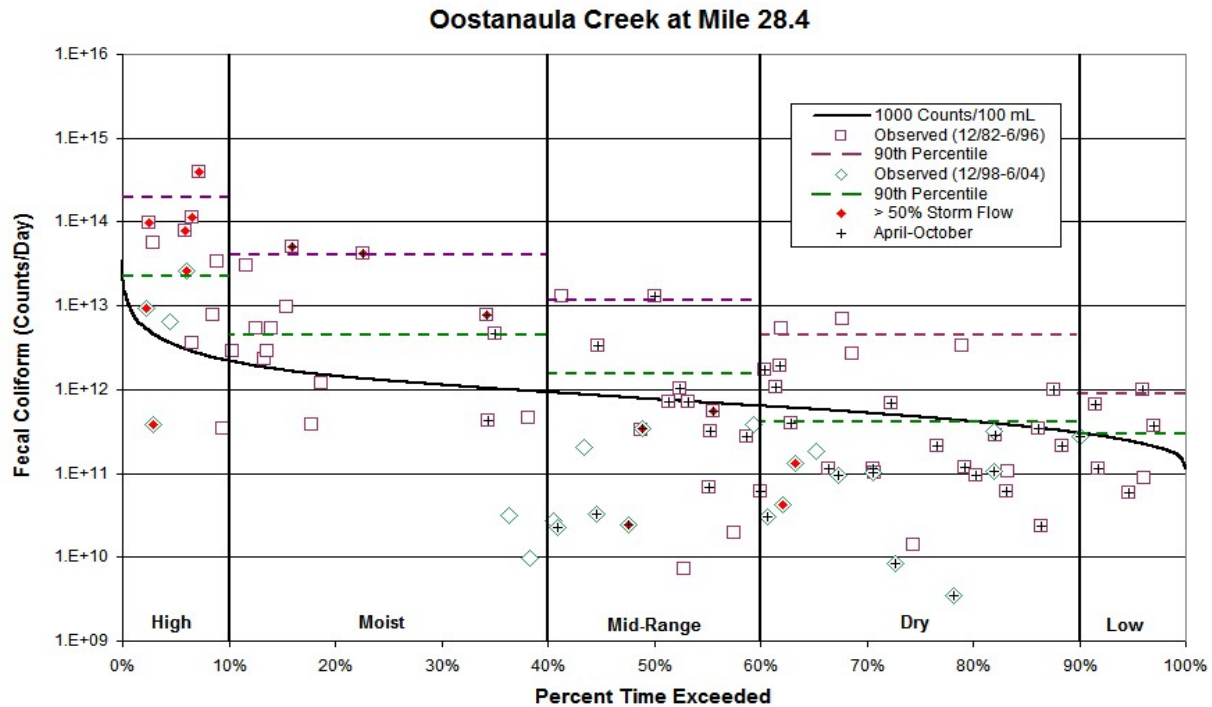 Oostanaula Creek at Mile 28.4
1.E+16
1.E+15
1.E+14
1.E+13
1.E+12
1.E+11
1.E+10
1.E+09
Fecal Coliform (Counts/Day)
1000 Counts/100 mL
Observed (12/82-6/96)
90th Percentile
Observed (12/98-6/04)
90th Percentile
> 50% Storm Flow
April-October
High
Moist
Mid-Range
Dry
Low
0% 10% 20% 30% 40% 50% 60% 70% 80% 90% 100%
Percent Time Exceeded